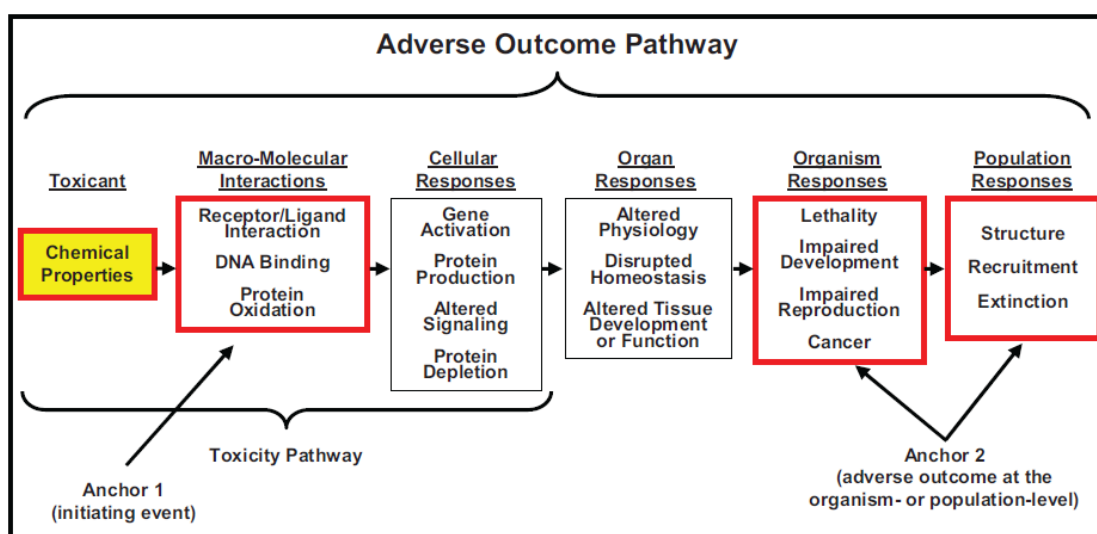 Adverse Outcome Pathway
Toxicant
Chemical
Properties
Macro-Molecular
Interactions
Receptor/Ligand
Interaction
DNA Binding
Protein
Oxidation
Cellular
Responses
Gene
Activation
Protein
Production
Altered
Signaling
Protein
Depletion
Organ
Responses
Altered
Physiology
Disrupted
Homeostasis
Altered Tissue
Development
or Function
Organism
Responses
Lethality
Impaired
Development
Impaired
Reproduction
Cancer
Population
Responses
Structure
Recruitment
Extinction
Toxicity Pathway
Anchor 1
(initiating event)
Anchor 2
(adverse outcome at the
organism- or population-level)